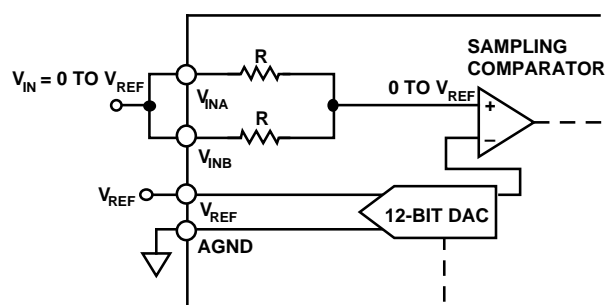 SAMPLING
COMPARATOR
R
V_IN = 0 TO V_REF
V_INA
0 TO V_REF
+
R
–
V_INB
V_REF
V_REF
12-BIT DAC
AGND